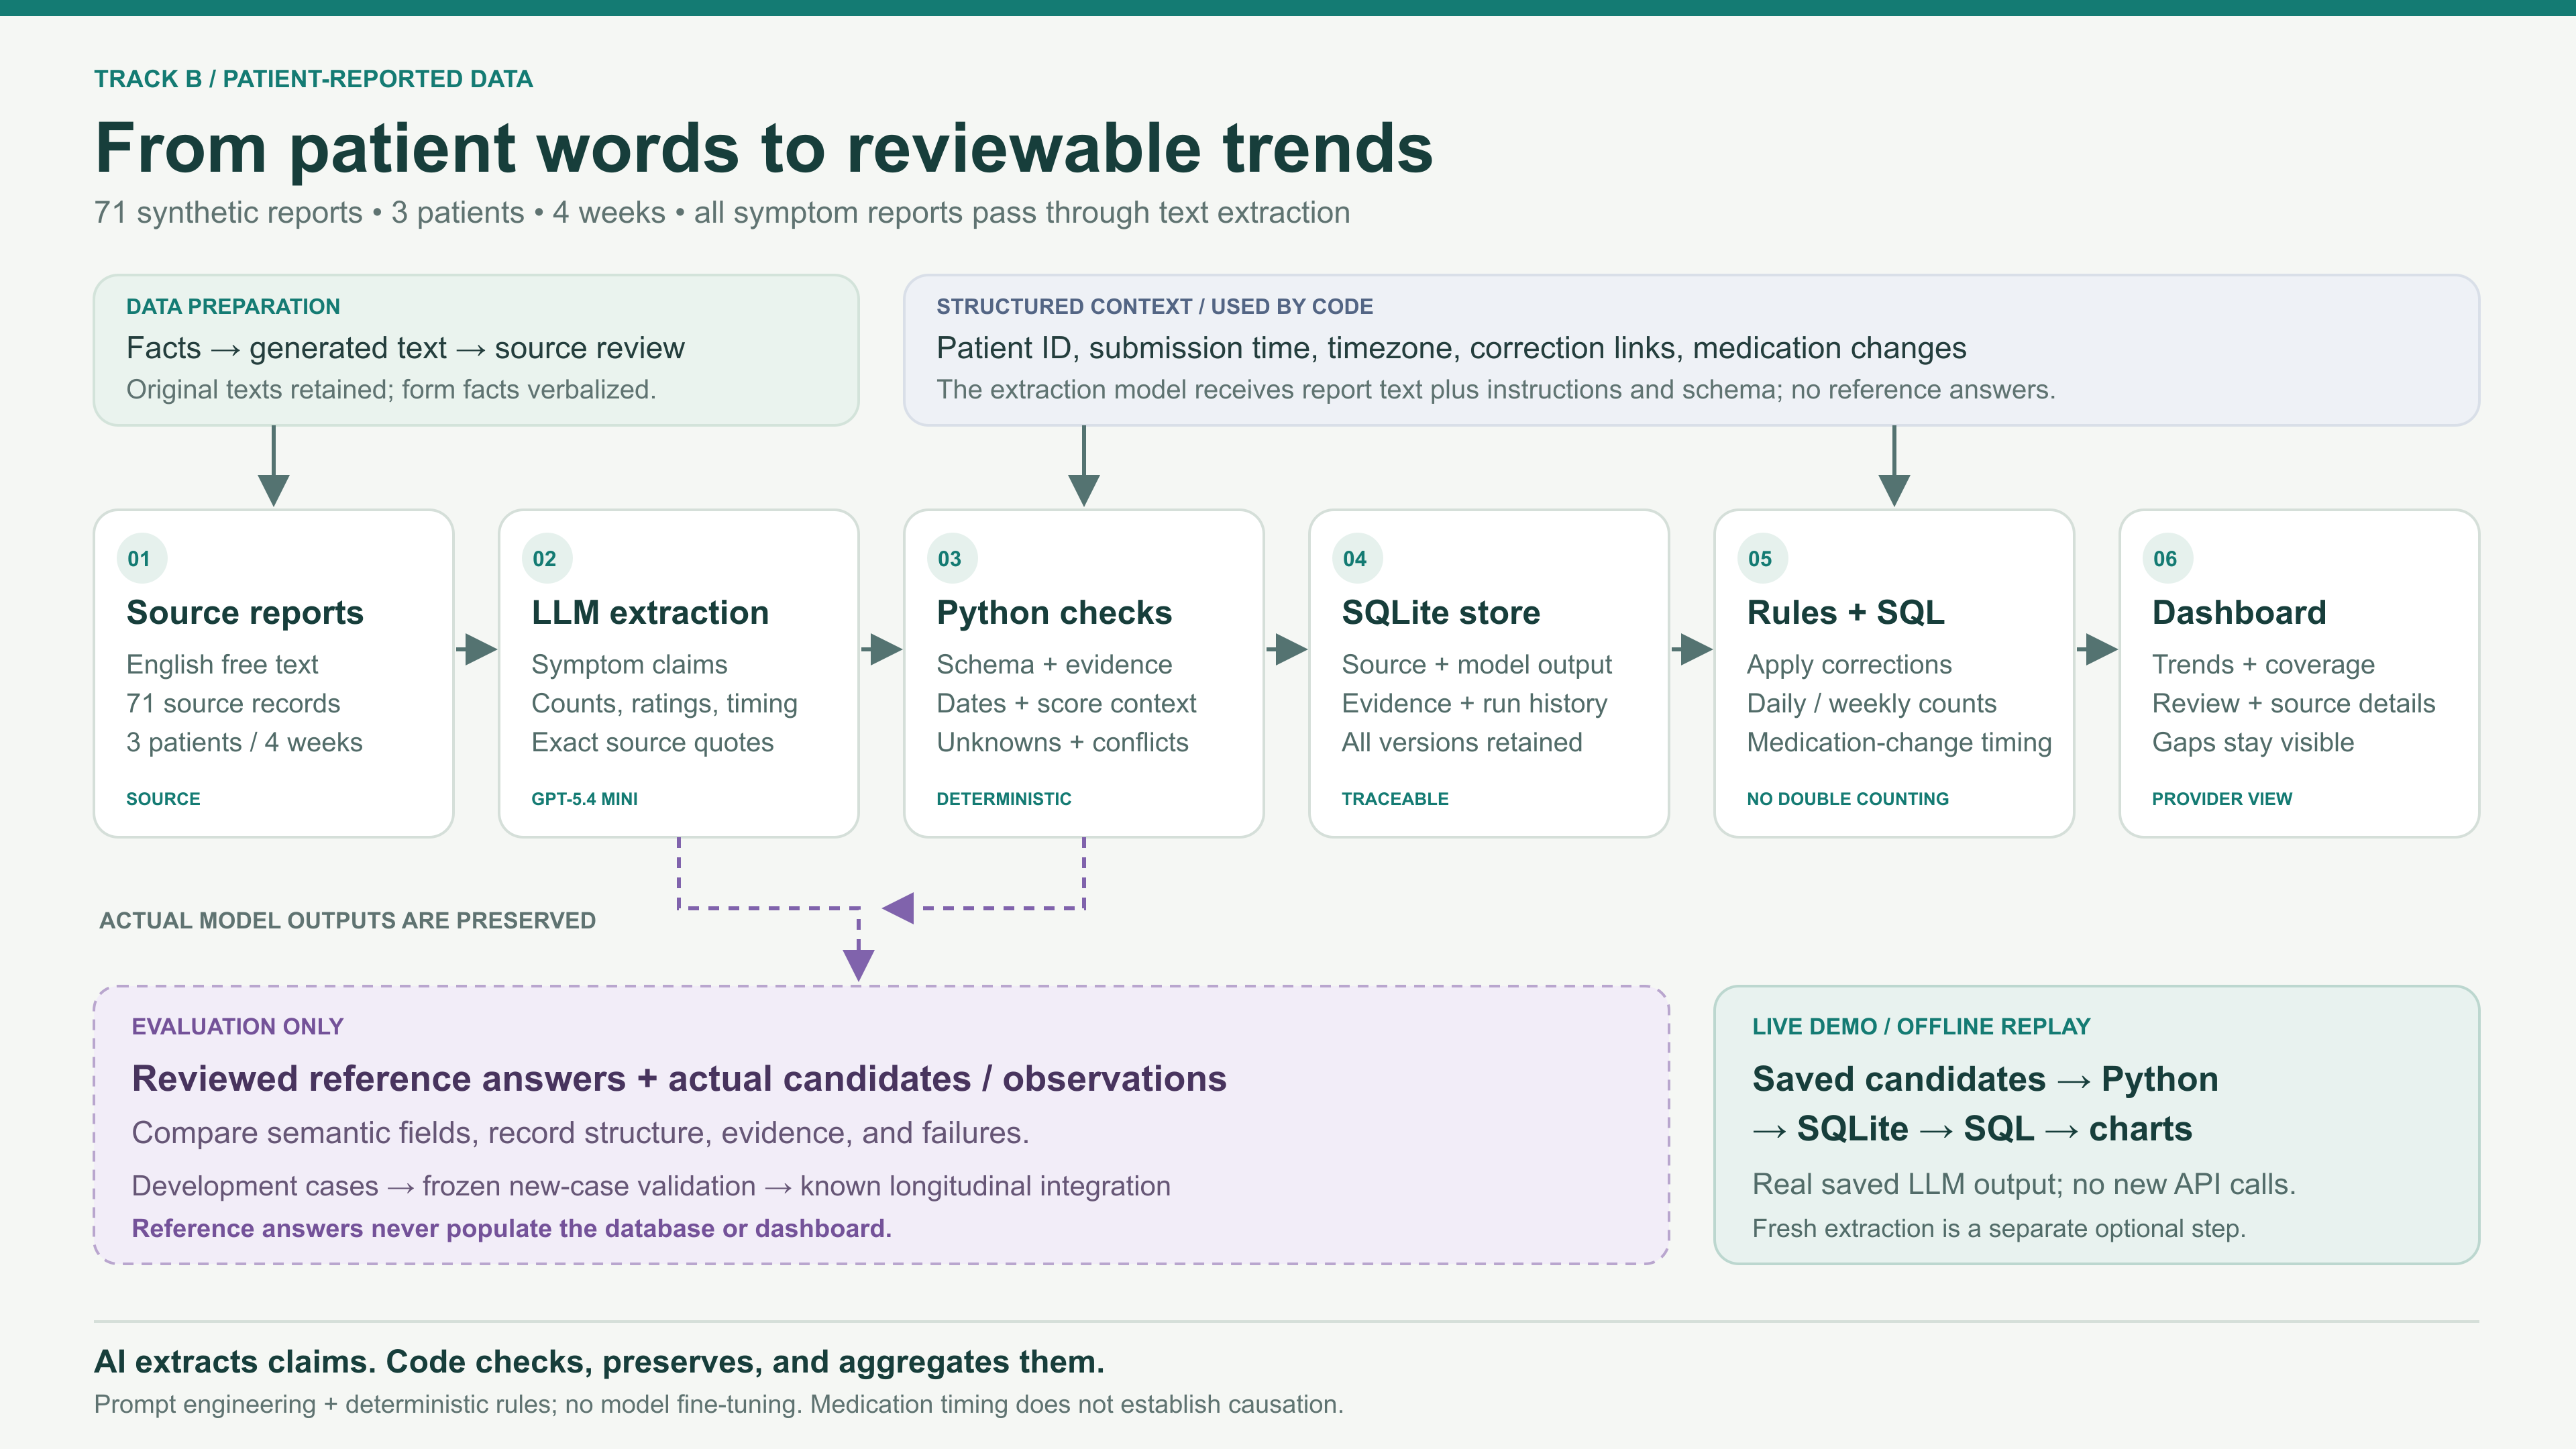 TRACK B / PATIENT-REPORTED DATA
From patient words to reviewable trends
71 synthetic reports • 3 patients • 4 weeks • all symptom reports pass through text extraction
DATA PREPARATION
Facts → generated text → source review
Original texts retained; form facts verbalized.
STRUCTURED CONTEXT / USED BY CODE
Patient ID, submission time, timezone, correction links, medication changes
The extraction model receives report text plus instructions and schema; no reference answers.
01
Source reports
English free text
71 source records
3 patients / 4 weeks
SOURCE
02
LLM extraction
Symptom claims
Counts, ratings, timing
Exact source quotes
GPT-5.4 MINI
03
Python checks
Schema + evidence
Dates + score context
Unknowns + conflicts
DETERMINISTIC
04
SQLite store
Source + model output
Evidence + run history
All versions retained
TRACEABLE
05
Rules + SQL
Apply corrections
Daily / weekly counts
Medication-change timing
NO DOUBLE COUNTING
06
Dashboard
Trends + coverage
Review + source details
Gaps stay visible
PROVIDER VIEW
ACTUAL MODEL OUTPUTS ARE PRESERVED
EVALUATION ONLY
Reviewed reference answers + actual candidates / observations
Compare semantic fields, record structure, evidence, and failures.
Development cases → frozen new-case validation → known longitudinal integration
Reference answers never populate the database or dashboard.
LIVE DEMO / OFFLINE REPLAY
Saved candidates → Python
→ SQLite → SQL → charts
Real saved LLM output; no new API calls.
Fresh extraction is a separate optional step.
AI extracts claims. Code checks, preserves, and aggregates them.
Prompt engineering + deterministic rules; no model fine-tuning. Medication timing does not establish causation.